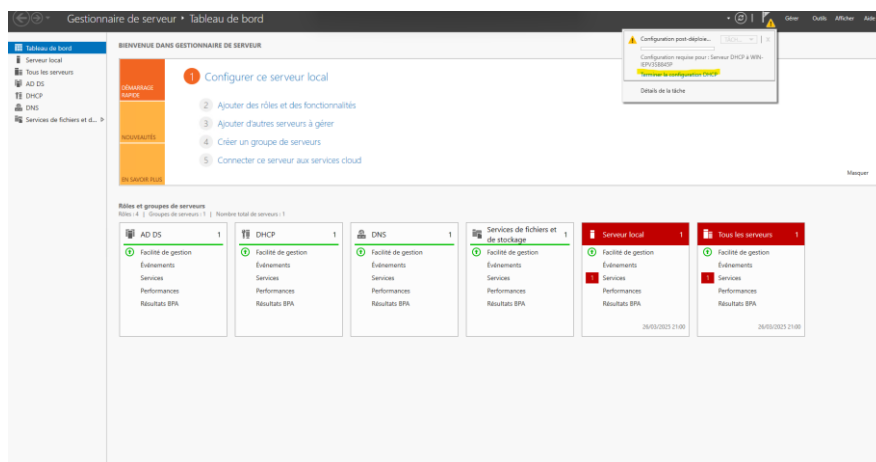 Gestionnaire de serveur • Tableau de bord
Gérer Outils Afficher Aide
Configuration post-déploie...
Configuration requise pour : Serveur DHCP à WIN-
Terminer la configuration DHCP
Détails de la tâche
Tableau de bord
Serveur local
Tous les serveurs
AD DS
DHCP
DNS
Services de fichiers et d...
BIENVENUE DANS GESTIONNAIRE DE SERVEUR
DÉMARRAGE
RAPIDE
NOUVEAUTÉS
EN SAVOIR PLUS
1 Configurer ce serveur local
2 Ajouter des rôles et des fonctionnalités
3 Ajouter d'autres serveurs à gérer
4 Créer un groupe de serveurs
5 Connecter ce serveur aux services cloud
Masquer
Rôles et groupes de serveurs
Rôles : 4 | Groupes de serveurs : 1 | Nombre total de serveurs : 1
AD DS 1
Facilité de gestion
Événements
Services
Performances
Résultats BPA
DHCP 1
Facilité de gestion
Événements
Services
Performances
Résultats BPA
DNS 1
Facilité de gestion
Événements
Services
Performances
Résultats BPA
Services de fichiers et
de stockage 1
Facilité de gestion
Événements
Services
Performances
Résultats BPA
Serveur local 1
Facilité de gestion
Événements
1 Services
Performances
Résultats BPA
26/03/2025 21:00
Tous les serveurs 1
Facilité de gestion
Événements
1 Services
Performances
Résultats BPA
26/03/2025 21:00